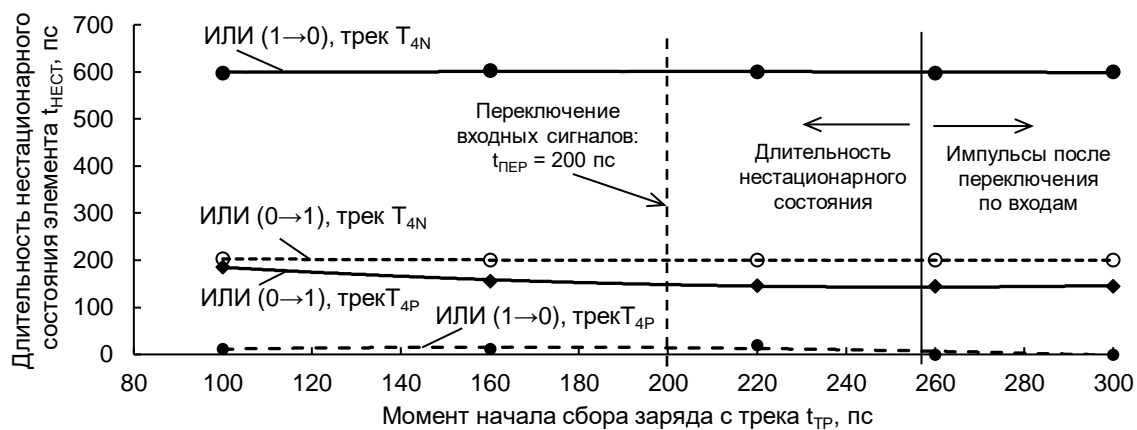 Длительность нестационарного
состояния элемента tНЕСТ, пс
700
600
500
400
300
200
100
0
ИЛИ (1→0), трек T4N
Переключение
входных сигналов:
tПЕР = 200 пс
Длительность
нестационарного
состояния
Импульсы после
переключения
по входам
ИЛИ (0→1), трек T4N
ИЛИ (0→1), трекT4P
ИЛИ (1→0), трекT4P
80 100 120 140 160 180 200 220 240 260 280 300
Момент начала сбора заряда с трека tТР, пс